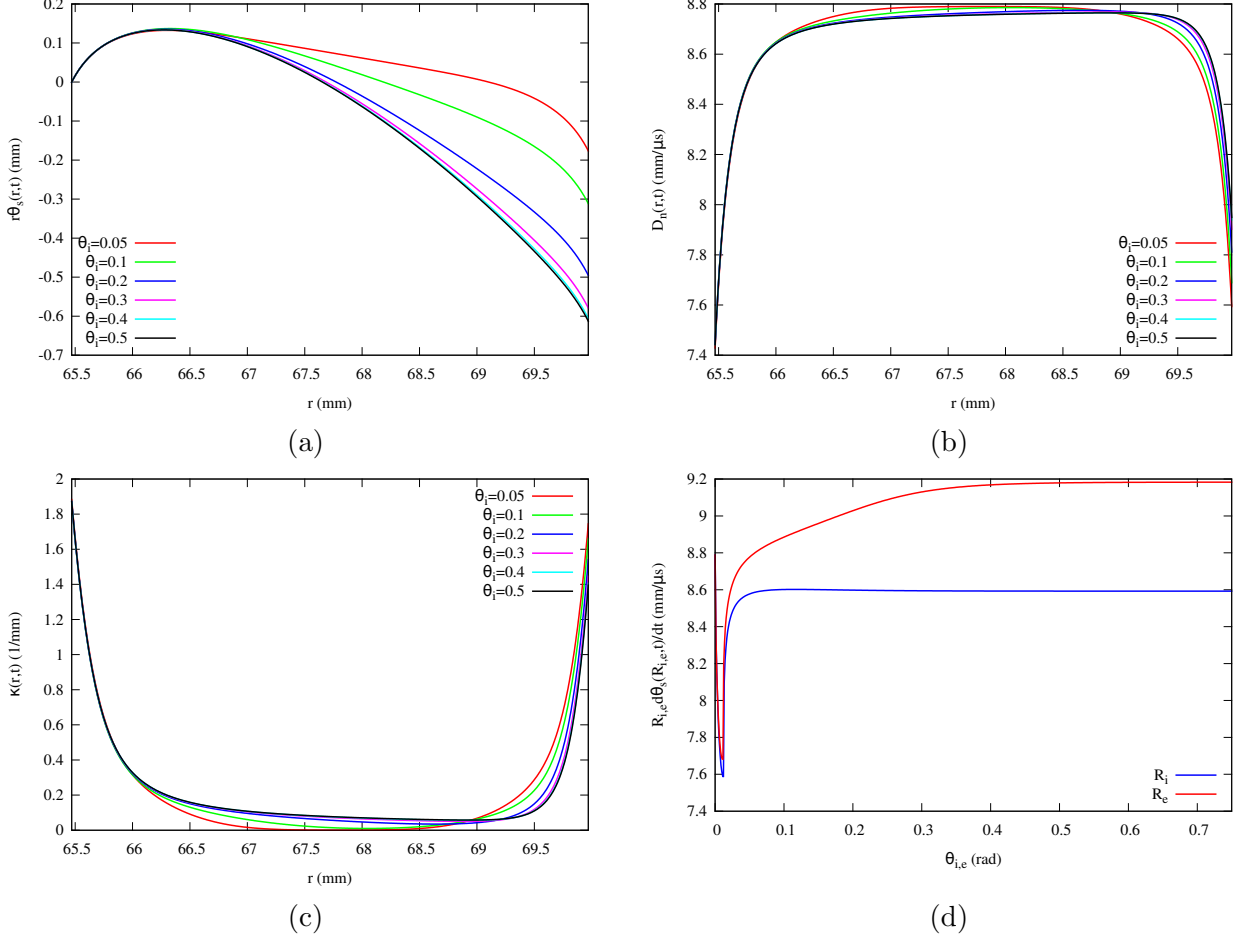 0.2
0.1
0
-0.1
-0.2
-0.3
-0.4
-0.5
-0.6
-0.7
rθs(r,t) (mm)
θi=0.05
θi=0.1
θi=0.2
θi=0.3
θi=0.4
θi=0.5
65.5 66 66.5 67 67.5 68 68.5 69 69.5
r (mm)
(a)
8.8
8.6
8.4
8.2
8
7.8
7.6
7.4
Dn(r,t) (mm/μs)
θi=0.05
θi=0.1
θi=0.2
θi=0.3
θi=0.4
θi=0.5
65.5 66 66.5 67 67.5 68 68.5 69 69.5
r (mm)
(b)
2
1.8
1.6
1.4
1.2
1
0.8
0.6
0.4
0.2
0
κ(r,t) (1/mm)
θi=0.05
θi=0.1
θi=0.2
θi=0.3
θi=0.4
θi=0.5
65.5 66 66.5 67 67.5 68 68.5 69 69.5
r (mm)
(c)
9.2
9
8.8
8.6
8.4
8.2
8
7.8
7.6
7.4
Ri,edθs(Ri,e,t)/dt (mm/μs)
Ri
Re
0 0.1 0.2 0.3 0.4 0.5 0.6 0.7
θi,e (rad)
(d)